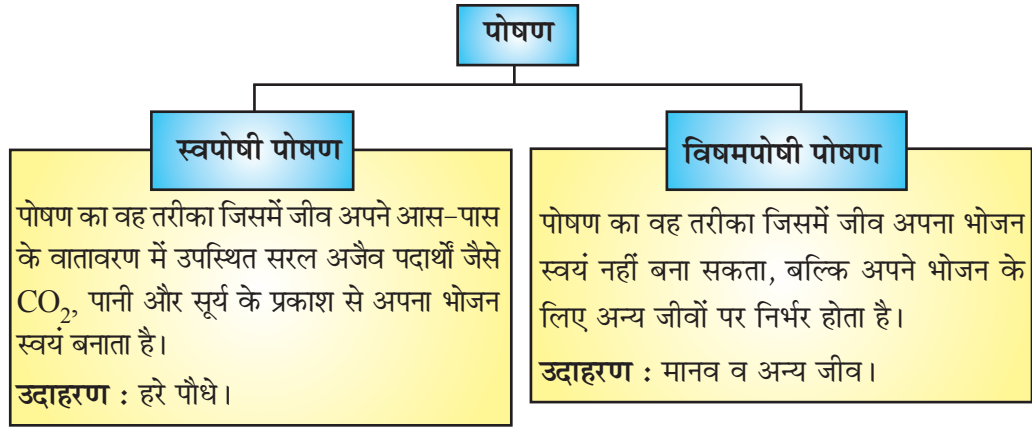 पोषण
स्वपोषी पोषण
पोषण का वह तरीका जिसमें जीव अपने आस-पास
के वातावरण में उपस्थित सरल अजैव पदार्थों जैसे
CO₂, पानी और सूर्य के प्रकाश से अपना भोजन
स्वयं बनाता है।
उदाहरण : हरे पौधे।
विषमपोषी पोषण
पोषण का वह तरीका जिसमें जीव अपना भोजन
स्वयं नहीं बना सकता, बल्कि अपने भोजन के
लिए अन्य जीवों पर निर्भर होता है।
उदाहरण : मानव व अन्य जीव।